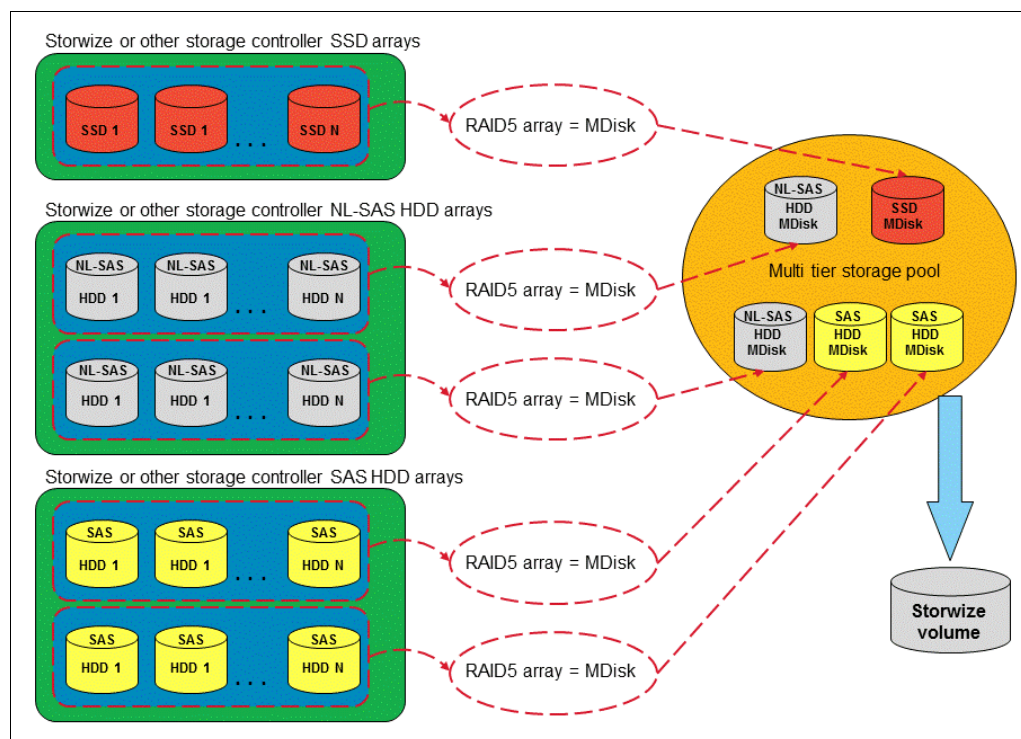 Storwize or other storage controller SSD arrays
SSD 1
SSD 1
. . .
SSD N
RAID5 array = MDisk
Storwize or other storage controller NL-SAS HDD arrays
NL-SAS
HDD 1
NL-SAS
HDD 1
. . .
NL-SAS
HDD N
RAID5 array = MDisk
NL-SAS
HDD 1
NL-SAS
HDD 1
. . .
NL-SAS
HDD N
RAID5 array = MDisk
Storwize or other storage controller SAS HDD arrays
SAS
HDD 1
SAS
HDD 1
. . .
SAS
HDD N
RAID5 array = MDisk
SAS
HDD 1
SAS
HDD 1
. . .
SAS
HDD N
RAID5 array = MDisk
NL-SAS
HDD
MDisk
SSD
MDisk
Multi tier storage pool
NL-SAS
HDD
MDisk
SAS
HDD
MDisk
SAS
HDD
MDisk
Storwize
volume